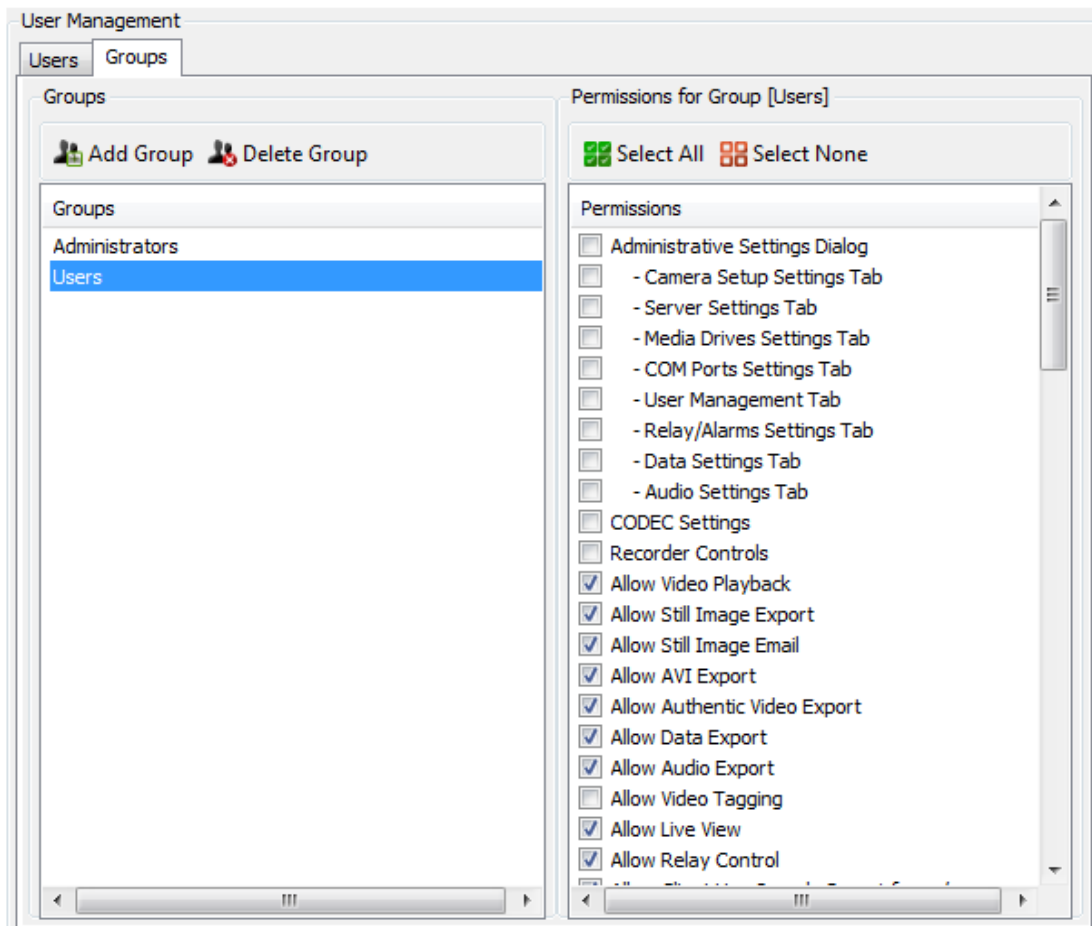 User Management
Users Groups
Groups
Add Group Delete Group
Groups
Administrators
Users
Permissions for Group [Users]
Select All Select None
Permissions
Administrative Settings Dialog
- Camera Setup Settings Tab
- Server Settings Tab
- Media Drives Settings Tab
- COM Ports Settings Tab
- User Management Tab
- Relay/Alarms Settings Tab
- Data Settings Tab
- Audio Settings Tab
CODEC Settings
Recorder Controls
Allow Video Playback
Allow Still Image Export
Allow Still Image Email
Allow AVI Export
Allow Authentic Video Export
Allow Data Export
Allow Audio Export
Allow Video Tagging
Allow Live View
Allow Relay Control